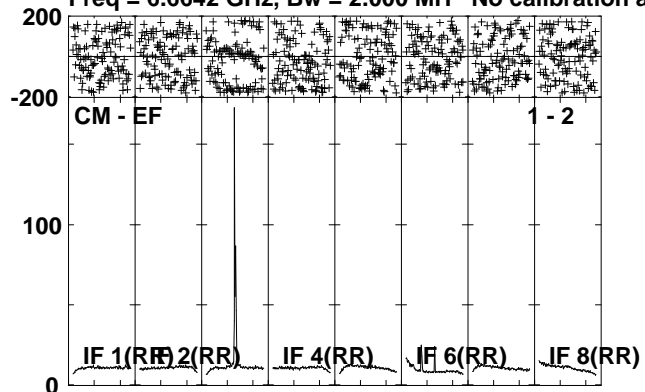 Freq = 6.6642 GHz, Bw = 2.000 MH No calibration a
200
-200
CM - EF 1 - 2
100
IF 1(RR) IF 2(RR) IF 4(RR) IF 6(RR) IF 8(RR)
0